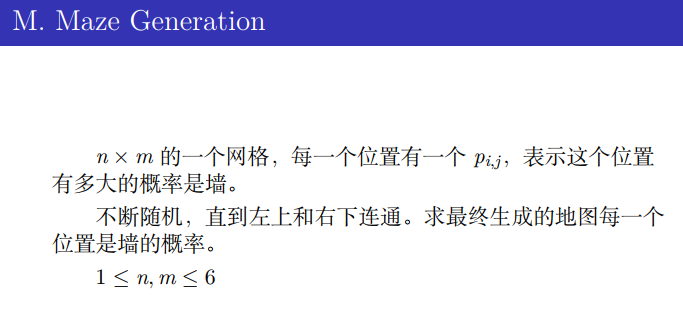 M. Maze Generation
n × m 的一个网格，每一个位置有一个 p_{i,j}，表示这个位置
有多大的概率是墙。
不断随机，直到左上和右下连通。求最终生成的地图每一个
位置是墙的概率。
1 ≤ n, m ≤ 6